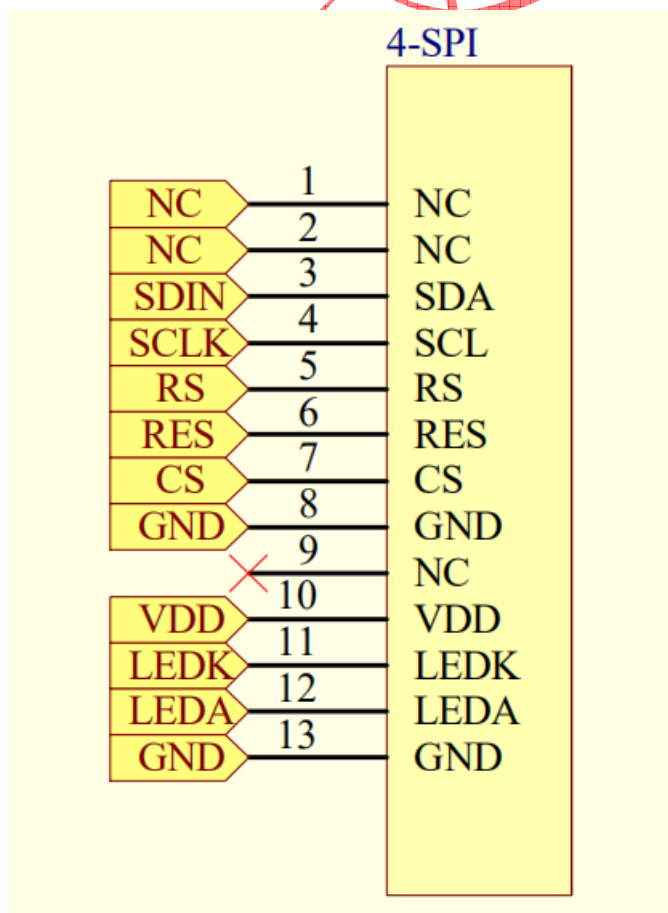 4-SPI
NC 1 NC
NC 2 NC
SDIN 3 SDA
SCLK 4 SCL
RS 5 RS
RES 6 RES
CS 7 CS
GND 8 GND
9 NC
VDD 10 VDD
LEDK 11 LEDK
LEDA 12 LEDA
GND 13 GND